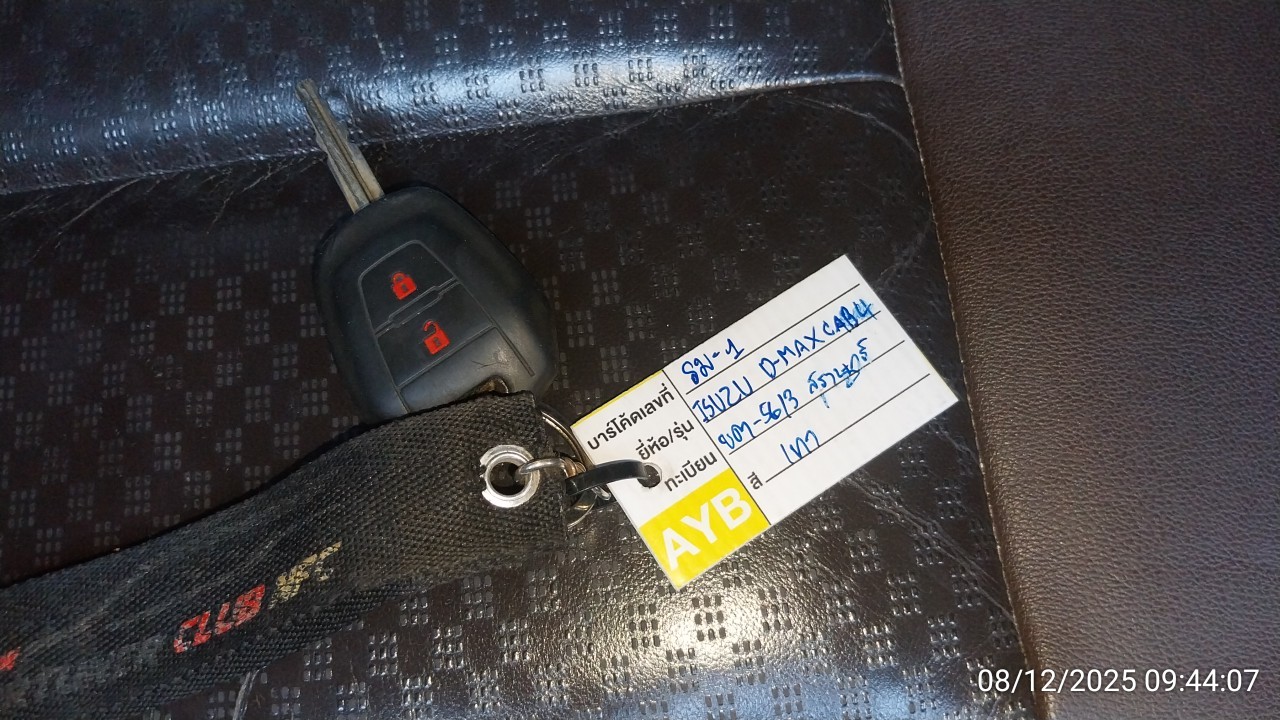 บาร์โค้ดเลขที่ ธม-1
ยี่ห้อ/รุ่น ISUZU D-MAX CAB4
ทะเบียน 5613
สี เทา
AYB
CLUB
08/12/2025 09:44:07